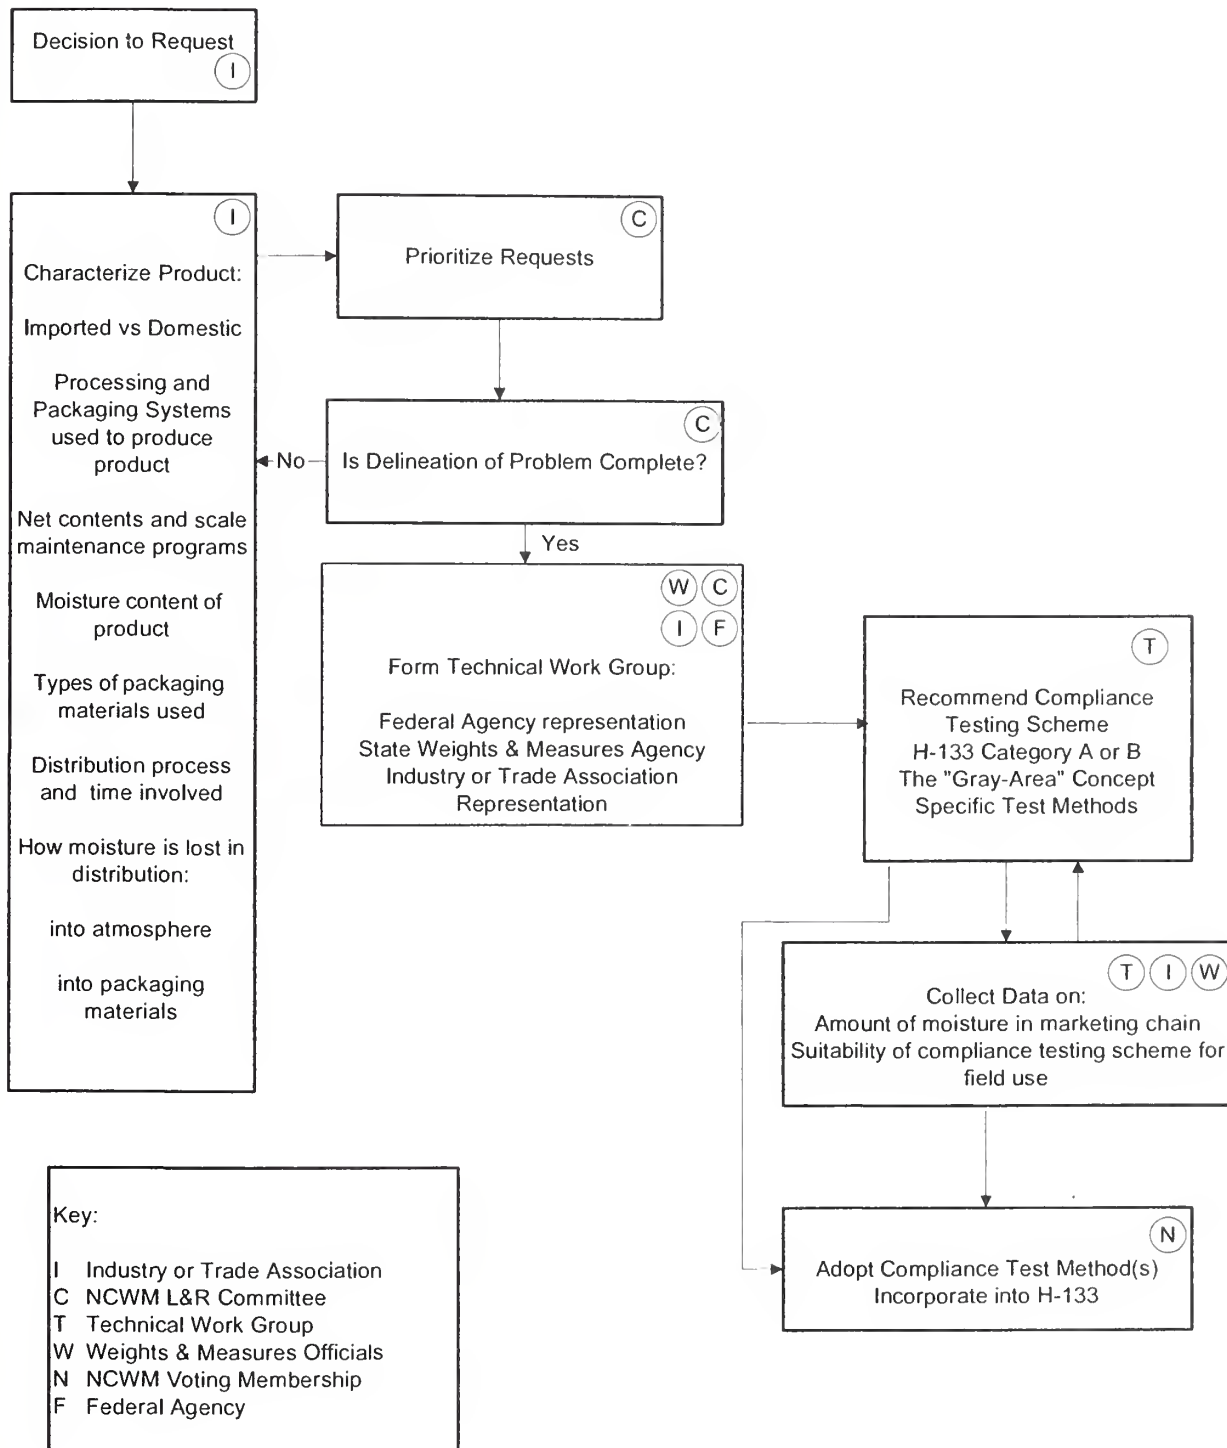 Decision to Request
I
I
Characterize Product:
Imported vs Domestic
Processing and
Packaging Systems
used to produce
product
Net contents and scale
maintenance programs
Moisture content of
product
Types of packaging
materials used
Distribution process
and time involved
How moisture is lost in
distribution:
into atmosphere
into packaging
materials
C
Prioritize Requests
C
Is Delineation of Problem Complete?
No
Yes
W C
I F
Form Technical Work Group:
Federal Agency representation
State Weights & Measures Agency
Industry or Trade Association
Representation
T
Recommend Compliance
Testing Scheme
H-133 Category A or B
The "Gray-Area" Concept
Specific Test Methods
T I W
Collect Data on:
Amount of moisture in marketing chain
Suitability of compliance testing scheme for
field use
N
Adopt Compliance Test Method(s)
Incorporate into H-133
Key:
I Industry or Trade Association
C NCWM L&R Committee
T Technical Work Group
W Weights & Measures Officials
N NCWM Voting Membership
F Federal Agency